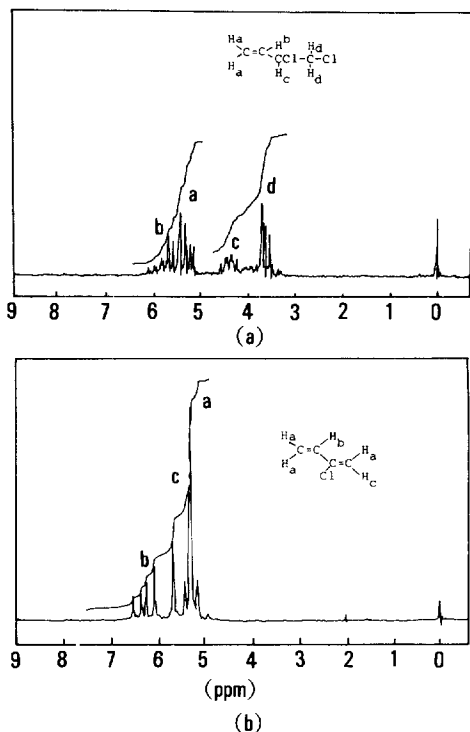 Ha
Hb
Hd
C=C
CCl-C-Cl
Ha
Hc
Hd
a
b
d
c
9 8 7 6 5 4 3 2 1 0
(a)
a
Ha
Hb
Ha
C=C
c
Ha
C=C
Cl
Hc
b
9 8 7 6 5 4 3 2 1 0
(ppm)
(b)